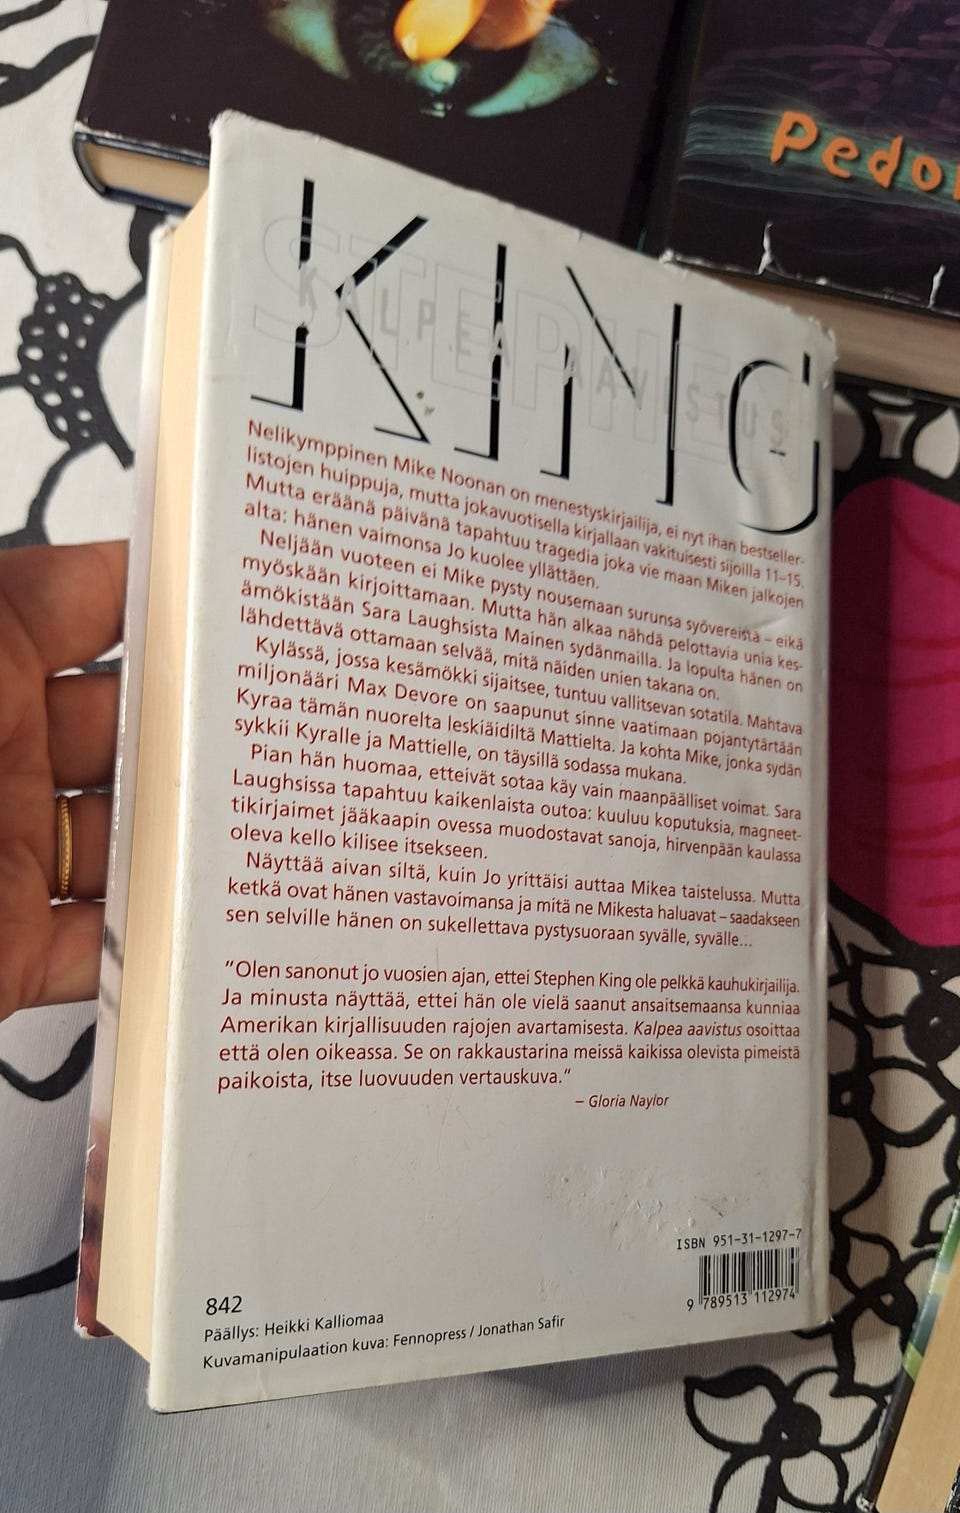 Pedo
STEPHEN
KING
KALPEA AAVISTUS
Nelikymppinen Mike Noonan on menestyskirjailija, ei nyt ihan bestseller-
listojen huippuja, mutta jokavuotisella kirjallaan vakituisesti sijoilla 11–15.
Mutta eräänä päivänä tapahtuu tragedia joka vie maan Miken jalkojen
alta: hänen vaimonsa Jo kuolee yllättäen.
Neljään vuoteen ei Mike pysty nousemaan surunsa syövereistä – eikä
myöskään kirjoittamaan. Mutta hän alkaa nähdä pelottavia unia kes-
ämökistään Sara Laughsista Mainen sydänmailla. Ja lopulta hänen on
lähdettävä ottamaan selvää, mitä näiden unien takana on.
Kylässä, jossa kesämökki sijaitsee, tuntuu vallitsevan sotatila. Mahtava
miljonääri Max Devore on saapunut sinne vaatimaan pojantytärtään
Kyraa tämän nuorelta leskiäidiltä Mattielta. Ja kohta Mike, jonka sydän
sykkii Kyralle ja Mattielle, on täysillä sodassa mukana.
Pian hän huomaa, etteivät sotaa käy vain maanpäälliset voimat. Sara
Laughsissa tapahtuu kaikenlaista outoa: kuuluu koputuksia, magneet-
tikirjaimet jääkaapin ovessa muodostavat sanoja, hirvenpään kaulassa
oleva kello kilisee itsekseen.
Näyttää aivan siltä, kuin Jo yrittäisi auttaa Mikea taistelussa. Mutta
ketkä ovat hänen vastavoimansa ja mitä ne Mikesta haluavat – saadakseen
sen selville hänen on sukellettava pystysuoraan syvälle, syvälle...
"Olen sanonut jo vuosien ajan, ettei Stephen King ole pelkkä kauhukirjailija.
Ja minusta näyttää, ettei hän ole vielä saanut ansaitsemaansa kunniaa
Amerikan kirjallisuuden rajojen avartamisesta. Kalpea aavistus osoittaa
että olen oikeassa. Se on rakkaustarina meissä kaikissa olevista pimeistä
paikoista, itse luovuuden vertauskuva."
– Gloria Naylor
ISBN 951-31-1297-7
9 789513 112974
842
Päällys: Heikki Kalliomaa
Kuvamanipulaation kuva: Fennopress / Jonathan Safir